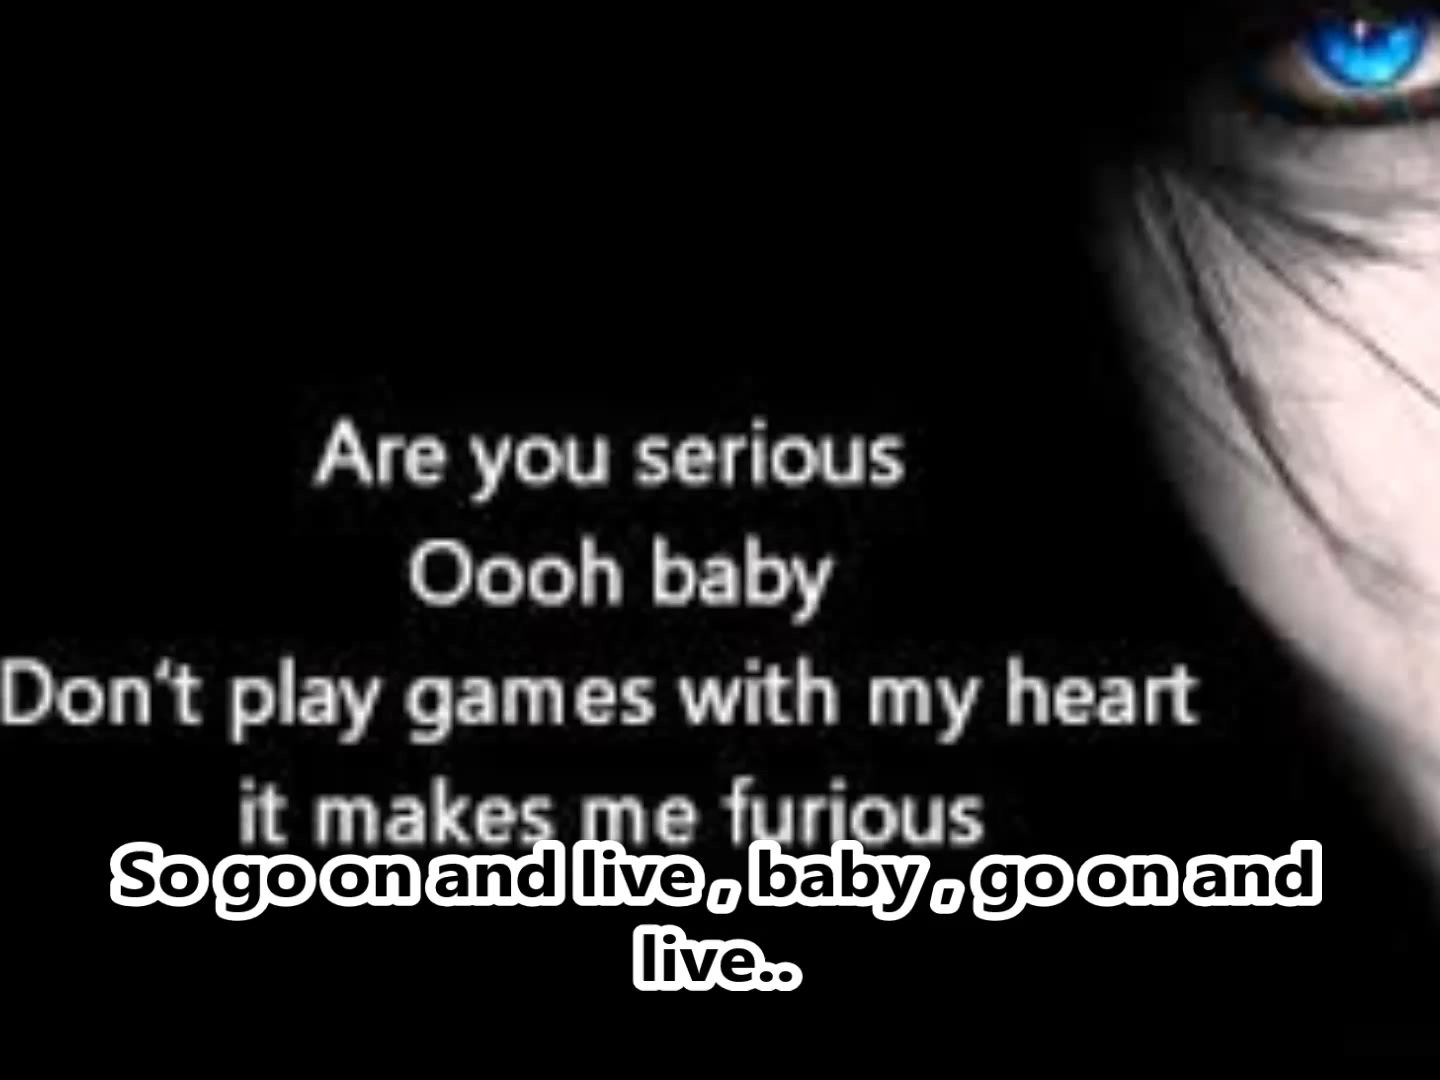 Are you serious
Oooh baby
Don't play games with my heart
it makes me furious
So go on and live , baby , go on and
live..